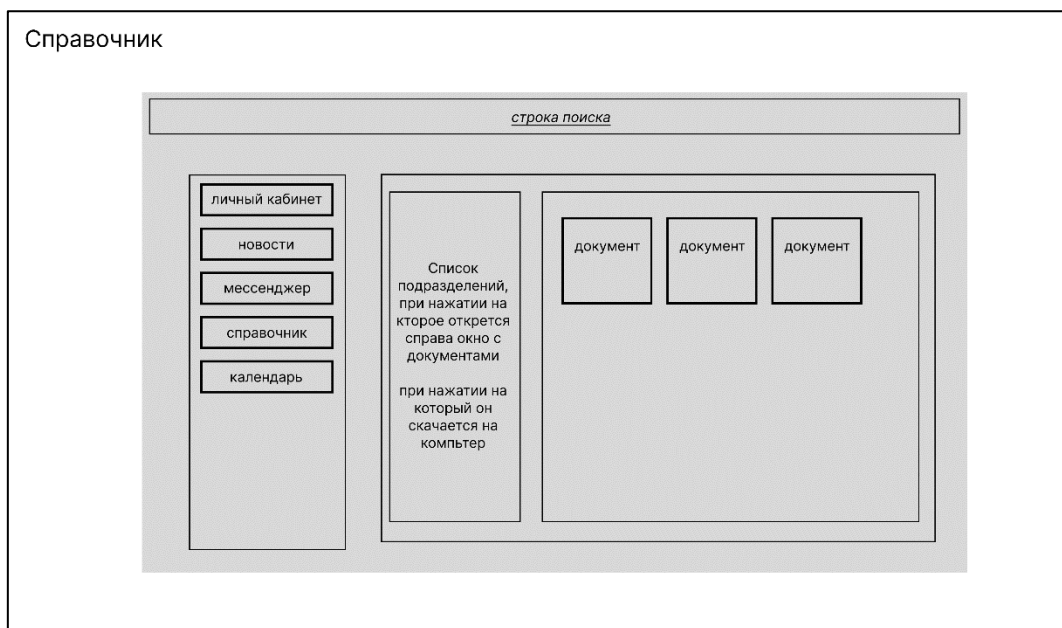 Справочник
строка поиска
личный кабинет
новости
мессенджер
справочник
календарь
Список
подразделений,
при нажатии на
кторое откретcя
справа окно с
документами
при нажатии на
который он
скачается на
компьтер
документ
документ
документ